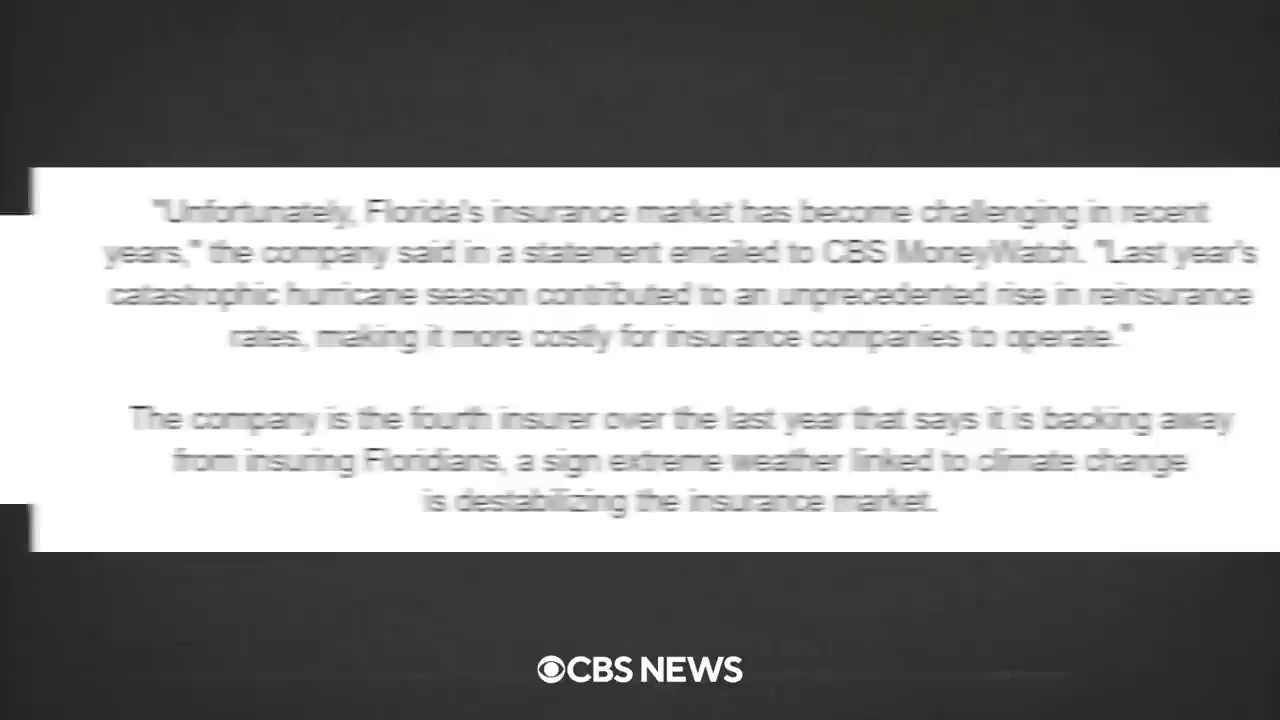 "Unfortunately, Florida's insurance market has become challenging in recent
years," the company said in a statement emailed to CBS MoneyWatch. "Last year's
catastrophic hurricane season contributed to an unprecedented rise in reinsurance
rates, making it more costly for insurance companies to operate."
The company is the fourth insurer over the last year that says it is backing away
from insuring Floridians, a sign extreme weather linked to climate change
is destabilizing the insurance market.
CBS NEWS